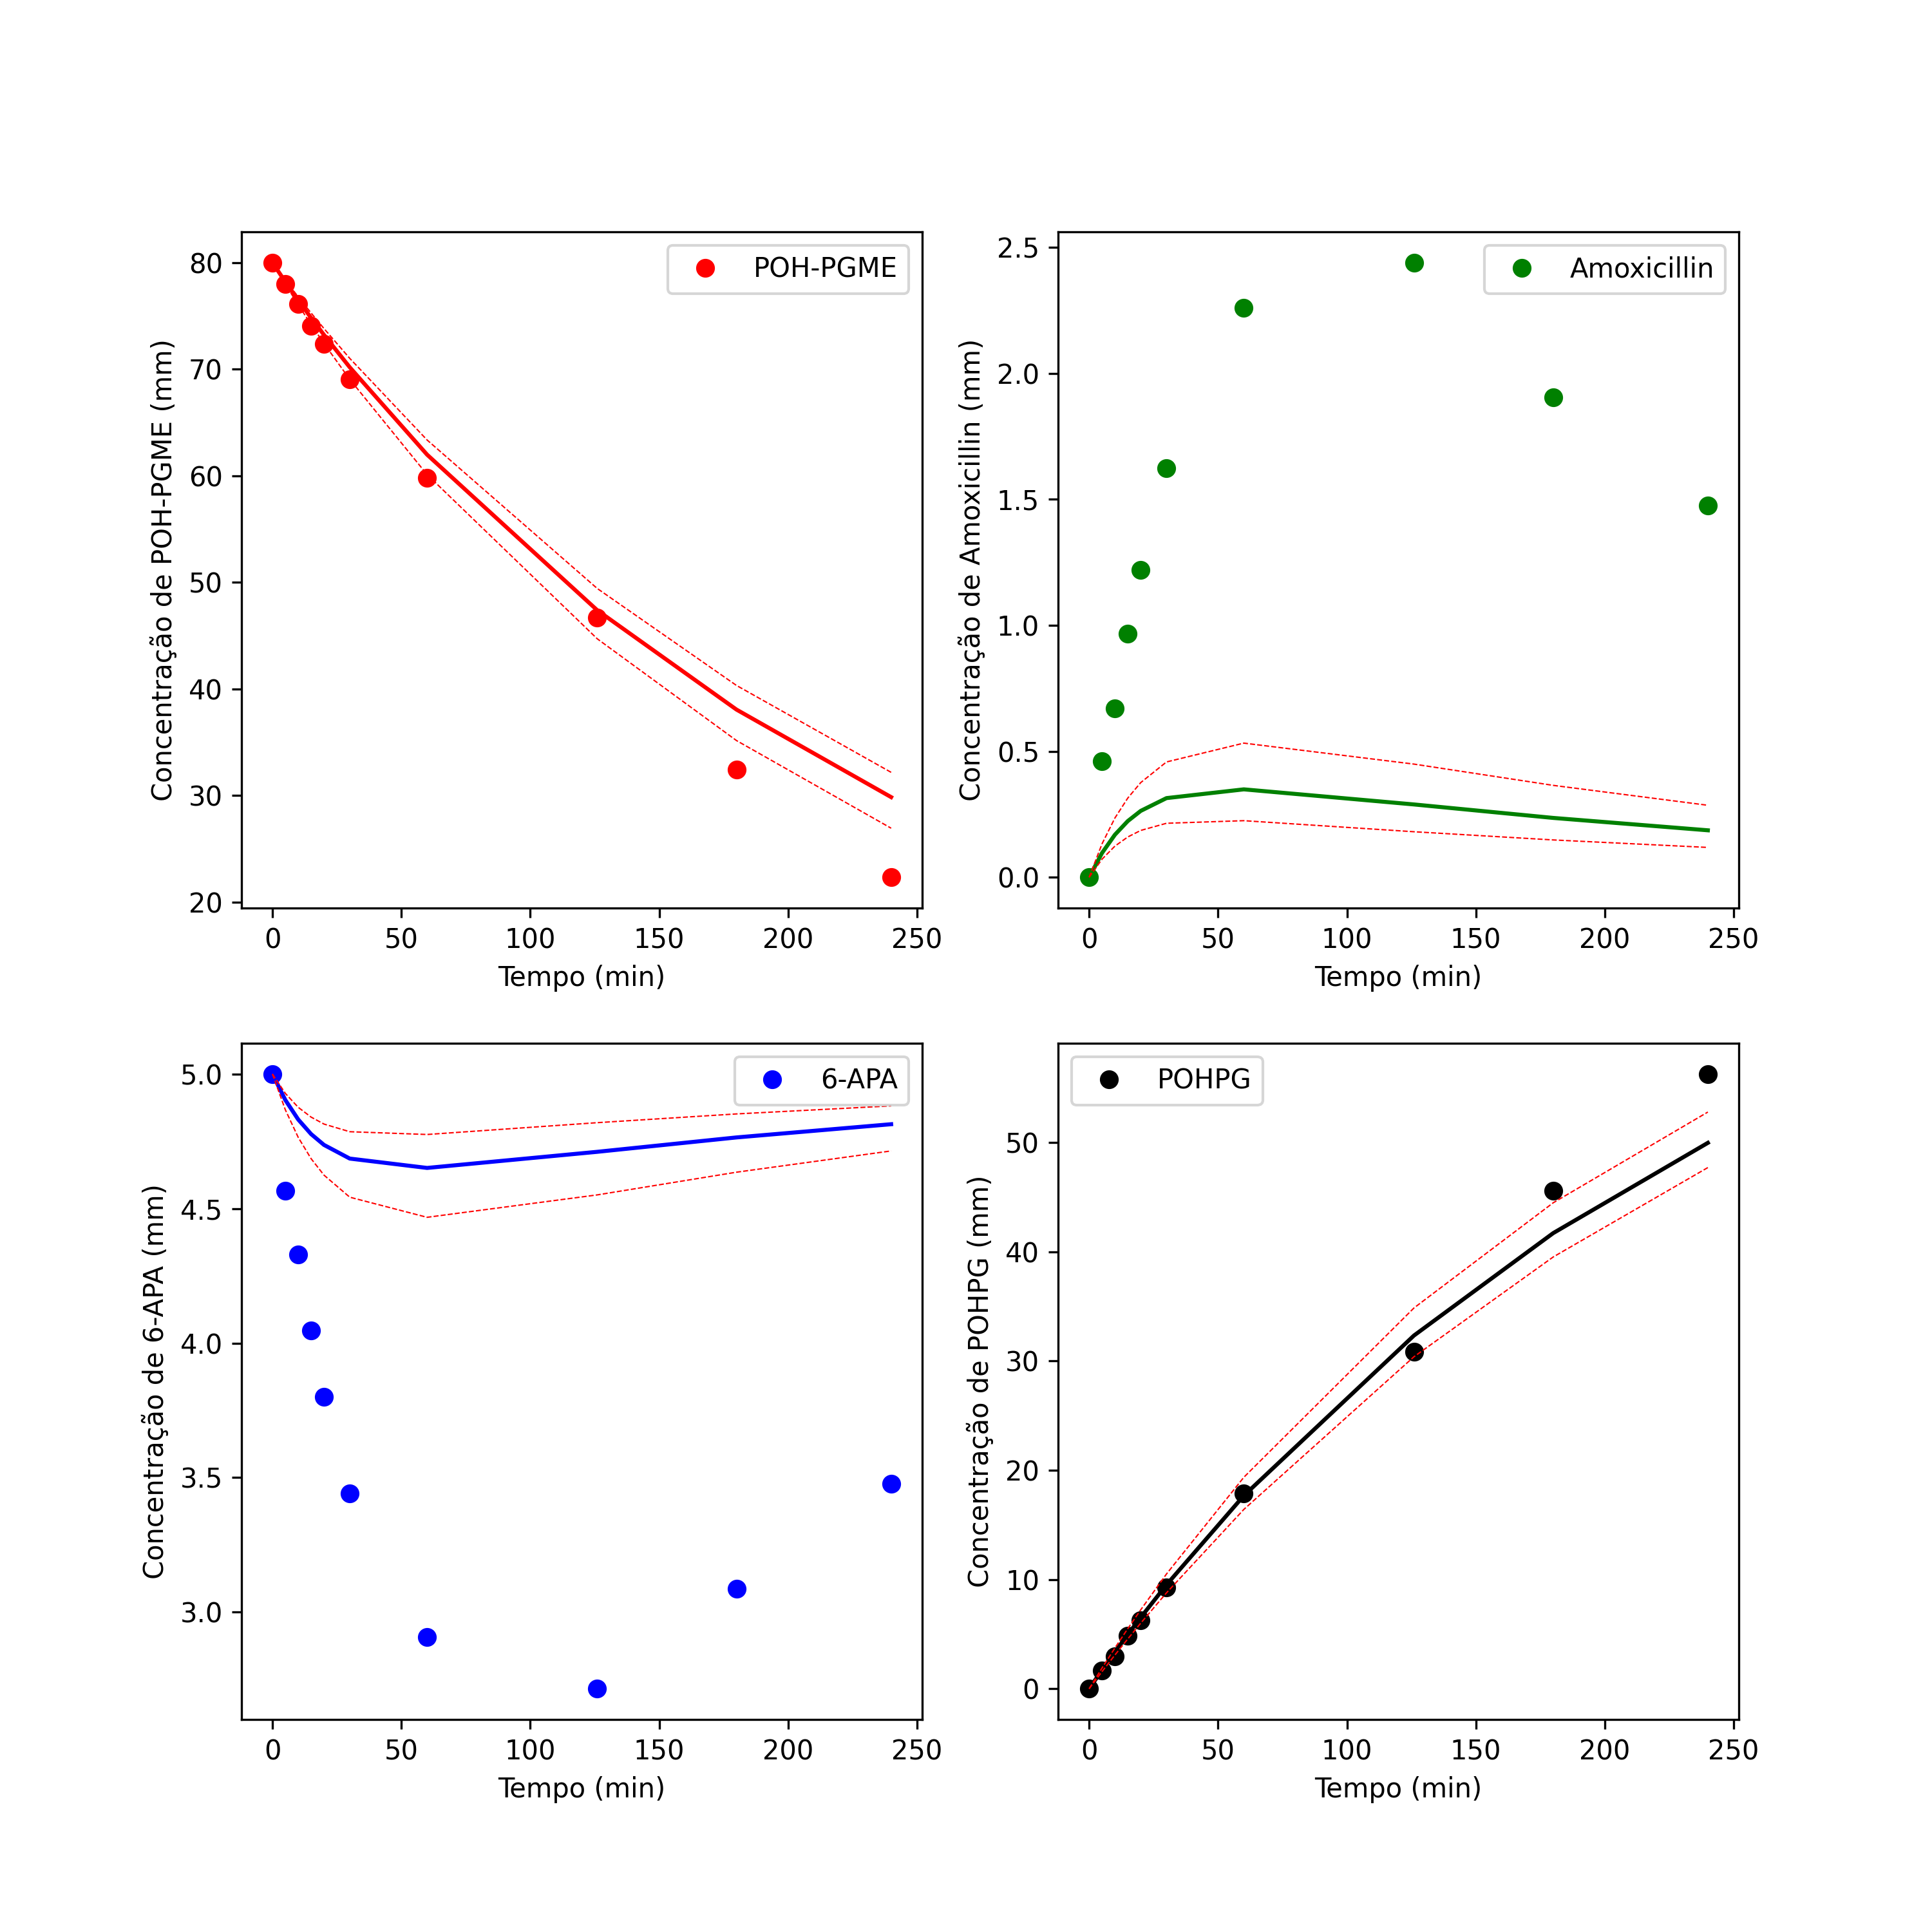 POH-PGME
Concentração de POH-PGME (mm)
80
70
60
50
40
30
20
0 50 100 150 200 250
Tempo (min)
Amoxicillin
Concentração de Amoxicillin (mm)
2.5
2.0
1.5
1.0
0.5
0.0
0 50 100 150 200 250
Tempo (min)
6-APA
Concentração de 6-APA (mm)
5.0
4.5
4.0
3.5
3.0
0 50 100 150 200 250
Tempo (min)
POHPG
Concentração de POHPG (mm)
50
40
30
20
10
0
0 50 100 150 200 250
Tempo (min)